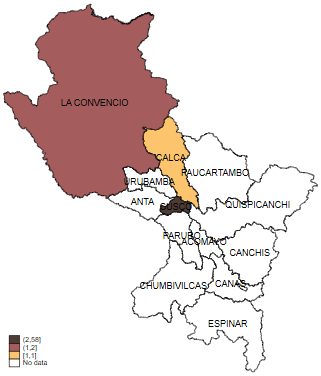 LA CONVENCIO
CALCA
PAUCARTAMBO
URUBAMBA
ANTA
CUSCO
QUISPICANCHI
PARURO
ACOMAYO
CANCHIS
CHUMBIVILCAS
CANAS
ESPINAR
(2,58]
(1,2]
[1,1]
No data